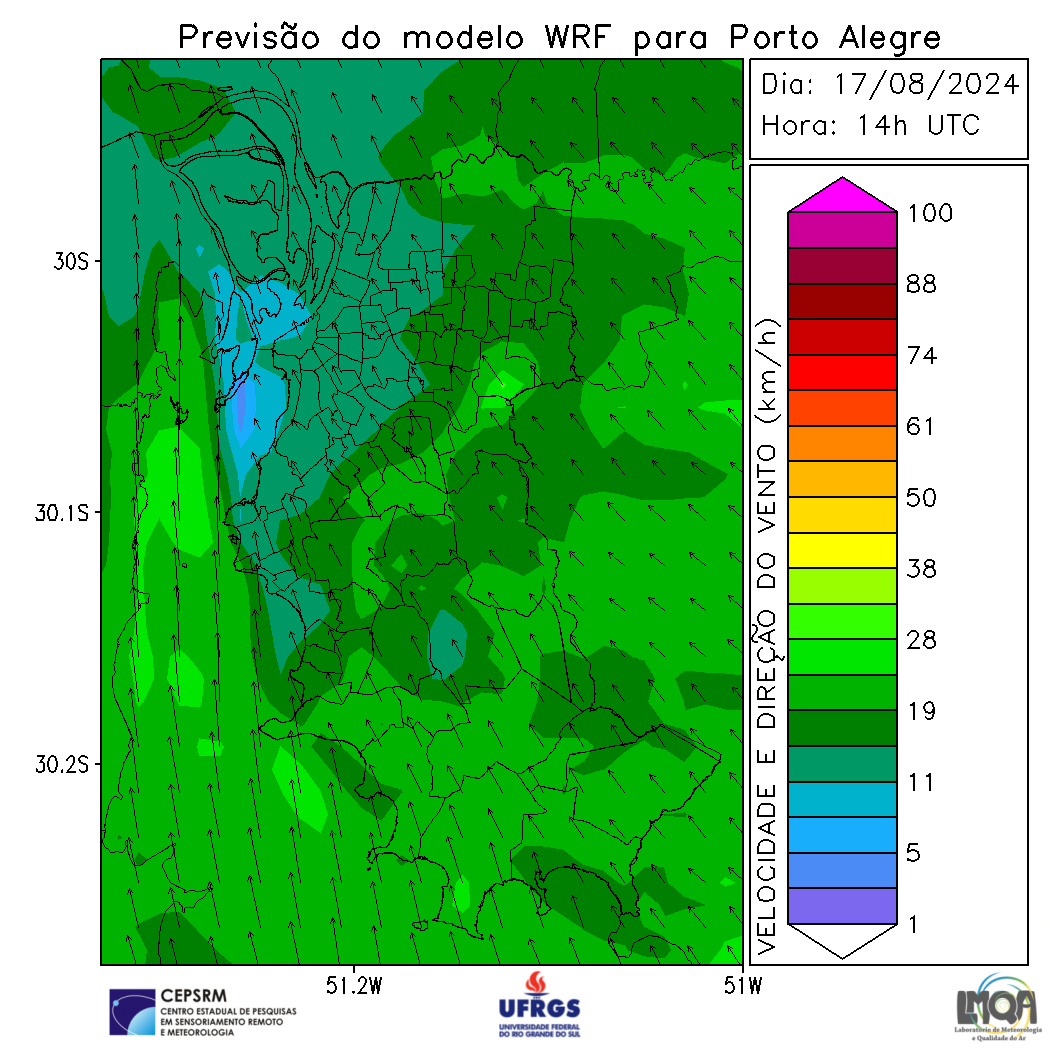 Previsão do modelo WRF para Porto Alegre
Dia: 17/08/2024
Hora: 14h UTC
30S
30.1S
30.2S
51.2W
51W
VELOCIDADE E DIREÇÃO DO VENTO (km/h)
100
88
74
61
50
38
28
19
11
5
1
CEPSRM
CENTRO ESTADUAL DE PESQUISAS
EM SENSORIAMENTO REMOTO
E METEOROLOGIA
UFRGS
UNIVERSIDADE FEDERAL
DO RIO GRANDE DO SUL
LMQA
Laboratório de Meteorologia
e Qualidade do Ar